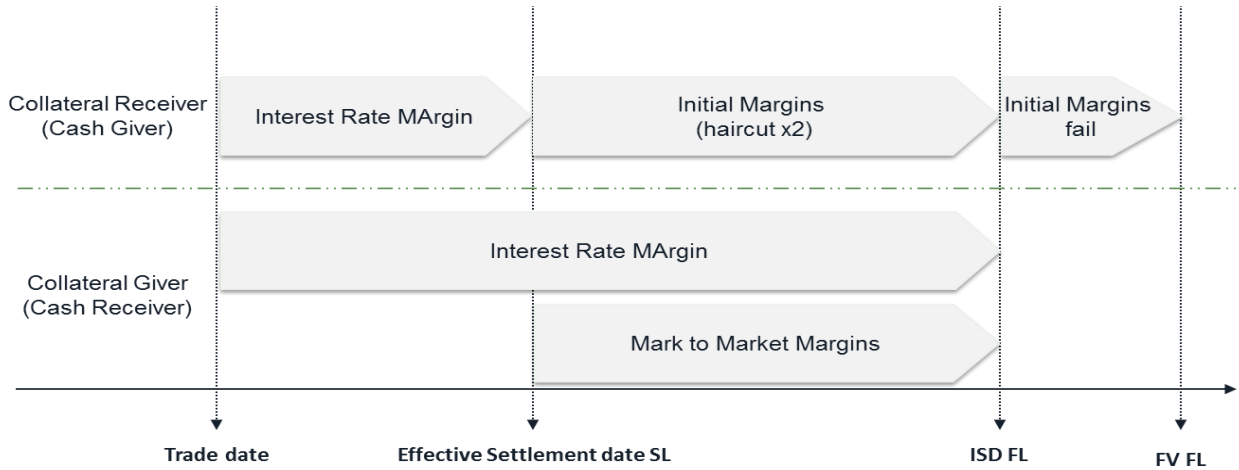 Collateral Receiver
(Cash Giver)
Interest Rate MArgin
Initial Margins
(haircut x2)
Initial Margins
fail
Interest Rate MArgin
Collateral Giver
(Cash Receiver)
Mark to Market Margins
Trade date
Effective Settlement date SL
ISD FL
FV FL